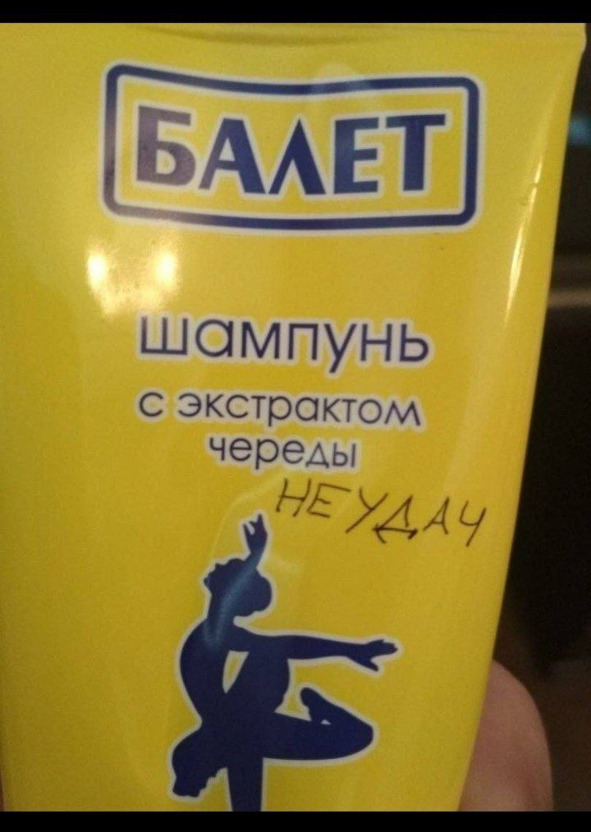 БАЛЕТ
шампунь
с экстрактом
череды
НЕУДАЧ